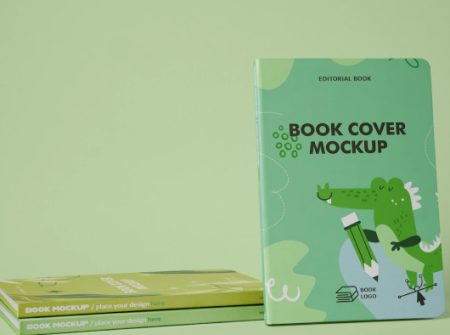 EDITORIAL BOOK
BOOK COVER
MOCKUP
BOOK
LOGO
BOOK MOCKUP / place your design here
BOOK MOCKUP / place your design here